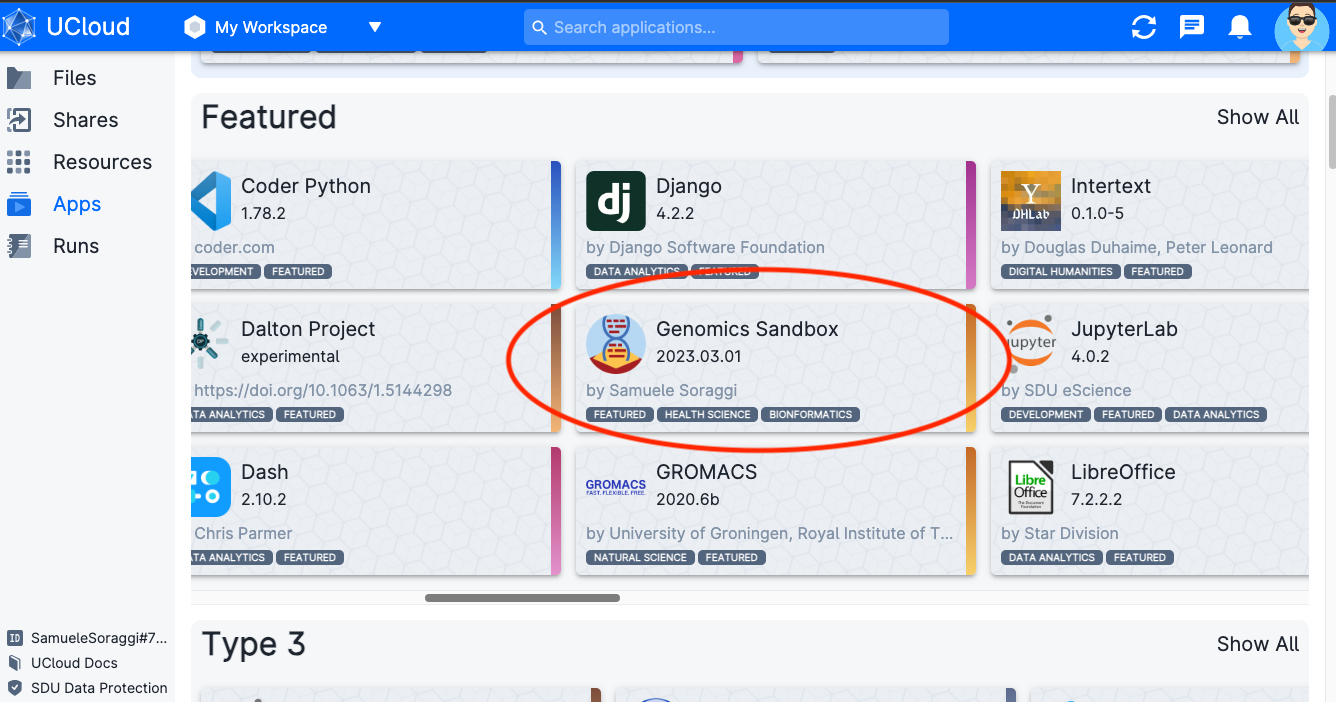 UCloud
My Workspace
Search applications...
Files
Shares
Resources
Apps
Runs
Featured
Show All
Coder Python
1.78.2
coder.com
VELOPMENT
FEATURED
Django
4.2.2
by Django Software Foundation
DATA ANALYTICS
FEATURED
Y
DHLab
Intertext
0.1.0-5
by Douglas Duhaime, Peter Leonard
DIGITAL HUMANITIES
FEATURED
Dalton Project
experimental
https://doi.org/10.1063/1.5144298
ATA ANALYTICS
FEATURED
Genomics Sandbox
2023.03.01
by Samuele Soraggi
FEATURED
HEALTH SCIENCE
BIONFORMATICS
jupyter
JupyterLab
4.0.2
by SDU eScience
DEVELOPMENT
FEATURED
DATA ANALYTICS
Dash
2.10.2
Chris Parmer
ATA ANALYTICS
FEATURED
GROMACS
FAST. FLEXIBLE. FREE.
GROMACS
2020.6b
by University of Groningen, Royal Institute of T...
NATURAL SCIENCE
FEATURED
Libre
Office
The Document
Foundation
LibreOffice
7.2.2.2
by Star Division
DATA ANALYTICS
FEATURED
Type 3
Show All
ID
SamueleSoraggi#7...
UCloud Docs
SDU Data Protection